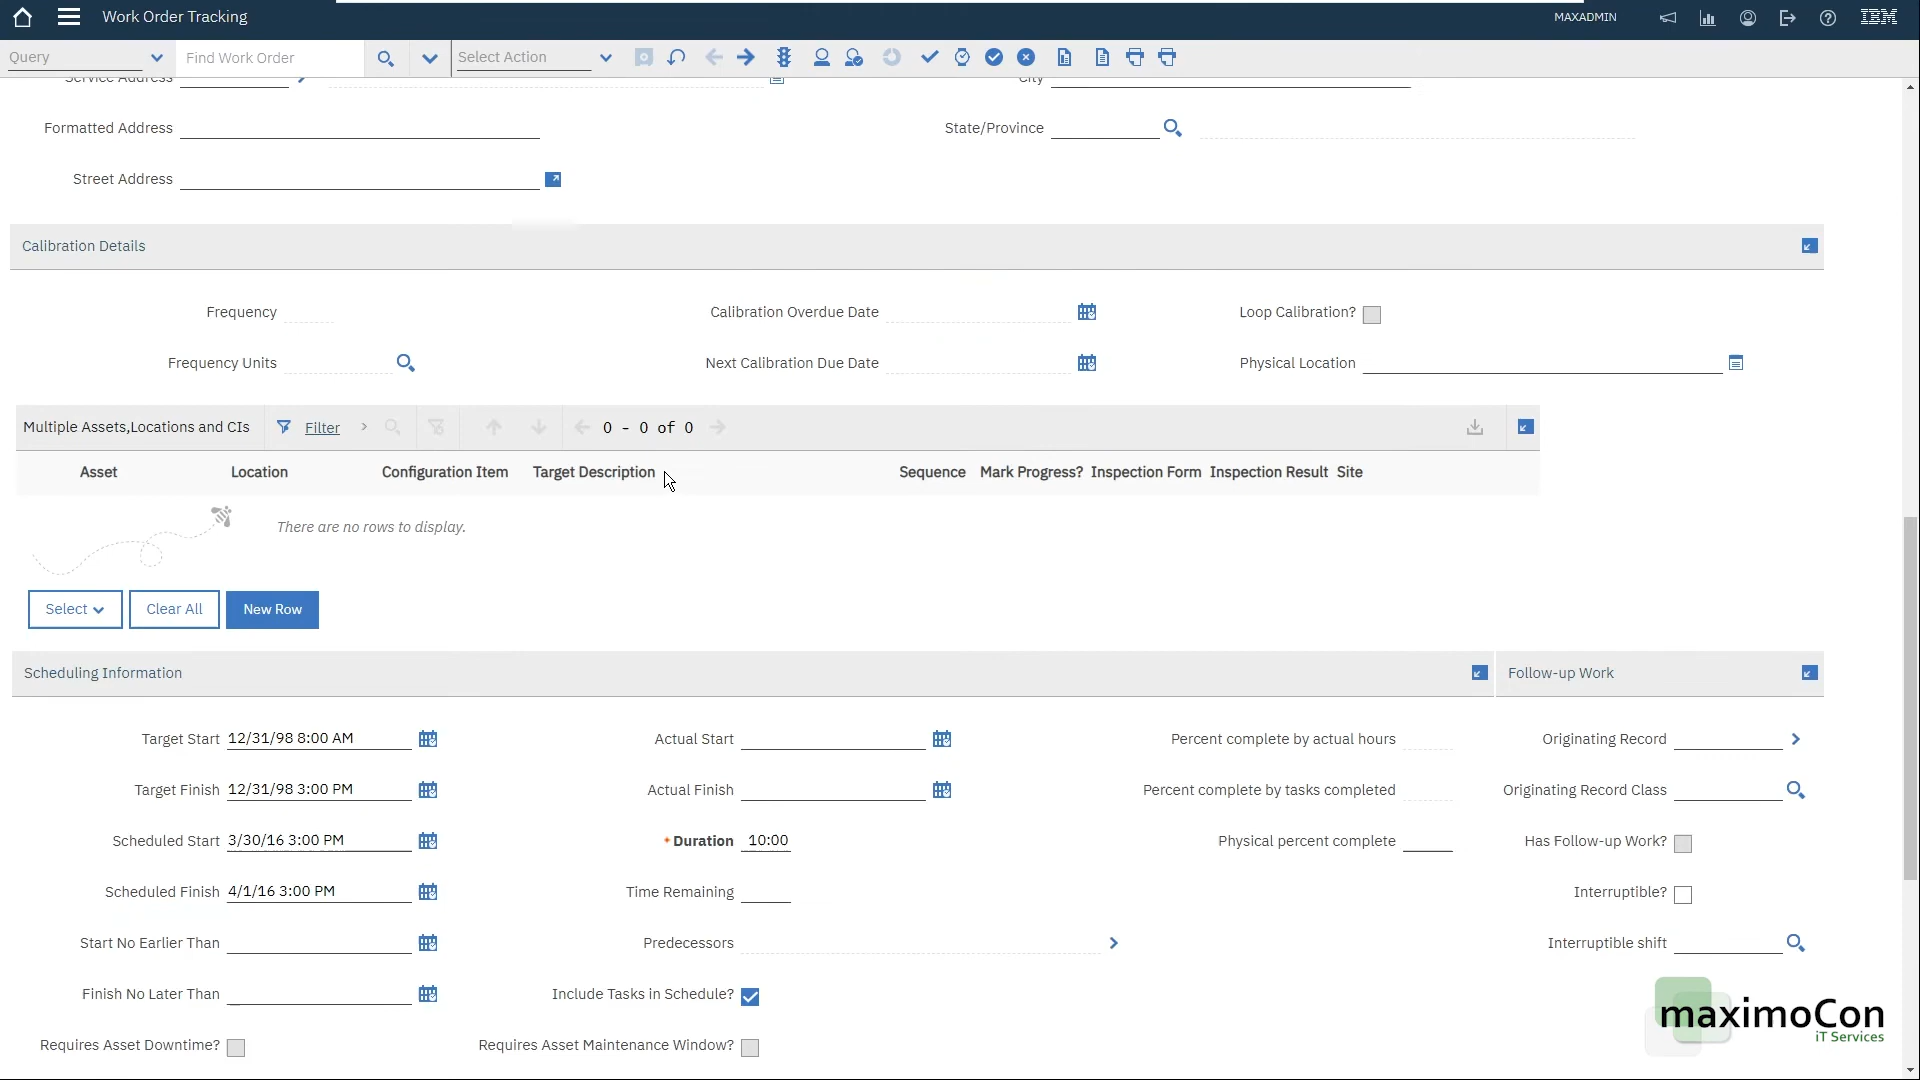 Work Order Tracking
MAXADMIN
IBM
Query
Find Work Order
Select Action
Service Address
City
Formatted Address
State/Province
Street Address
Calibration Details
Frequency
Calibration Overdue Date
Loop Calibration?
Frequency Units
Next Calibration Due Date
Physical Location
Multiple Assets,Locations and CIs
Filter
0 - 0 of 0
Asset Location Configuration Item Target Description Sequence Mark Progress? Inspection Form Inspection Result Site
There are no rows to display.
Select
Clear All
New Row
Scheduling Information
Follow-up Work
Target Start 12/31/98 8:00 AM
Actual Start
Percent complete by actual hours
Originating Record
Target Finish 12/31/98 3:00 PM
Actual Finish
Percent complete by tasks completed
Originating Record Class
Scheduled Start 3/30/16 3:00 PM
* Duration 10:00
Physical percent complete
Has Follow-up Work?
Scheduled Finish 4/1/16 3:00 PM
Time Remaining
Interruptible?
Start No Earlier Than
Predecessors
Interruptible shift
Finish No Later Than
Include Tasks in Schedule?
Requires Asset Downtime?
Requires Asset Maintenance Window?
maximoCon
iT Services